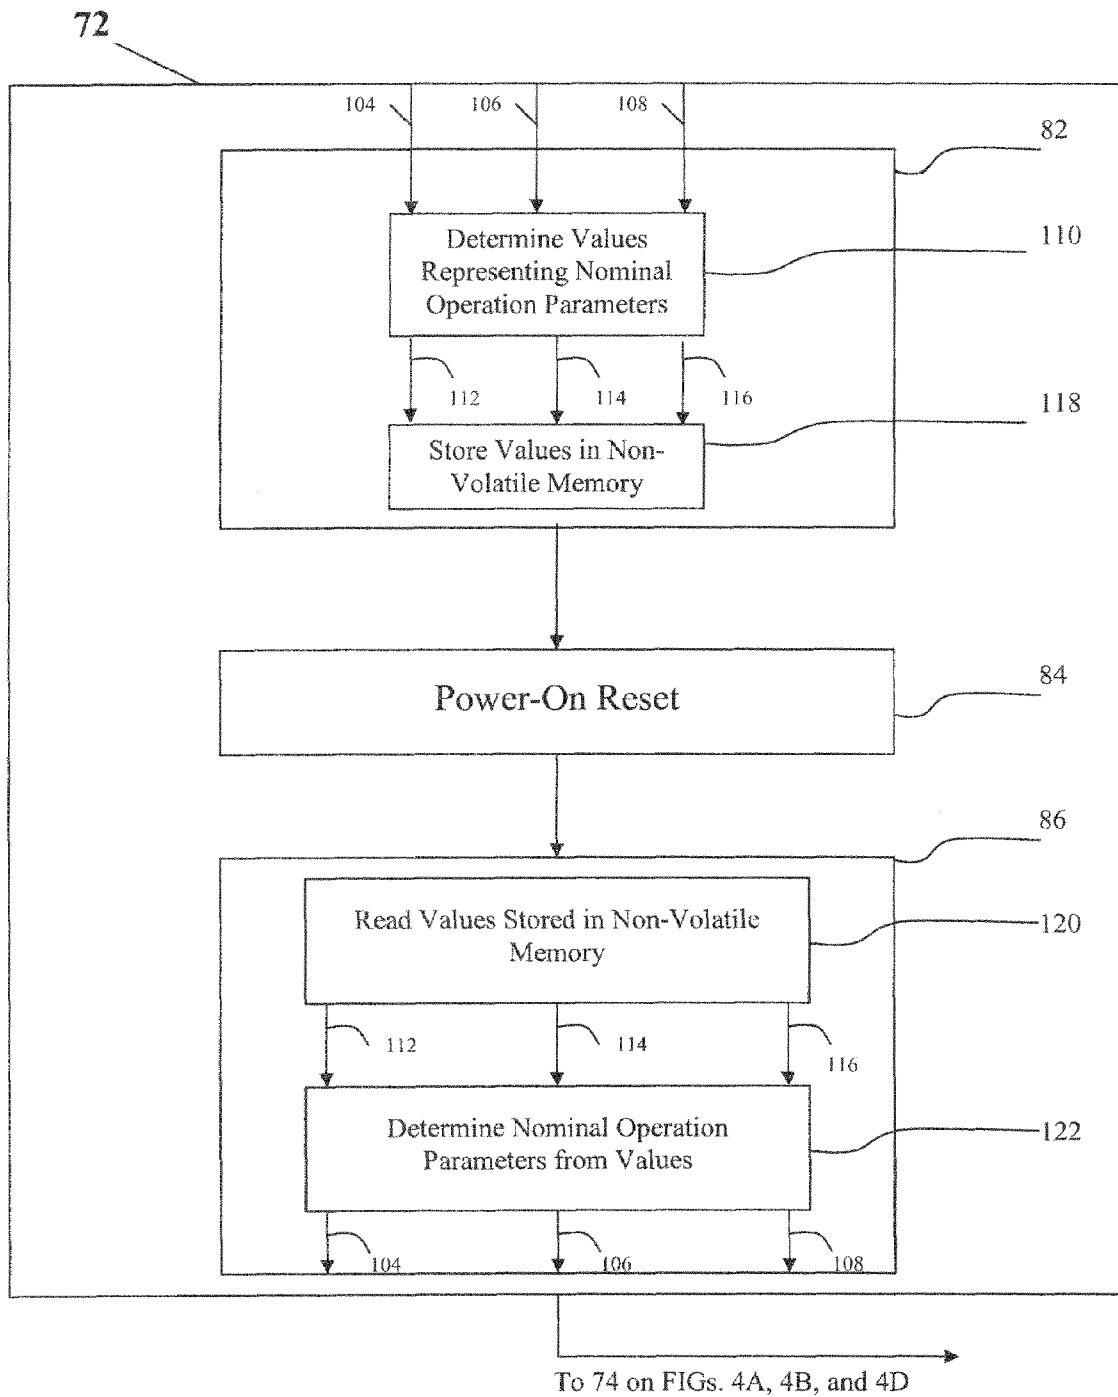 72
104 106 108
82
Determine Values
Representing Nominal
Operation Parameters
110
112 114 116
118
Store Values in Non-
Volatile Memory
Power-On Reset
84
86
Read Values Stored in Non-Volatile
Memory
120
112 114 116
Determine Nominal Operation
Parameters from Values
122
104 106 108
To 74 on FIGs. 4A, 4B, and 4D